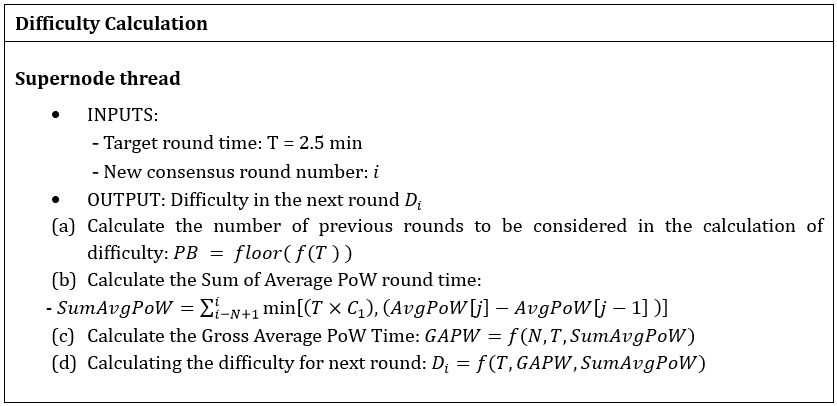 Difficulty Calculation
Supernode thread
• INPUTS:
- Target round time: T = 2.5 min
- New consensus round number: i
• OUTPUT: Difficulty in the next round D_i
(a) Calculate the number of previous rounds to be considered in the calculation of
difficulty: PB = floor( f(T ) )
(b) Calculate the Sum of Average PoW round time:
- SumAvgPoW = ∑_{i−N+1}^{i} min[(T × C_1), (AvgPoW[j] − AvgPoW[j − 1] )]
(c) Calculate the Gross Average PoW Time: GAPW = f(N, T, SumAvgPoW)
(d) Calculating the difficulty for next round: D_i = f(T, GAPW, SumAvgPoW)